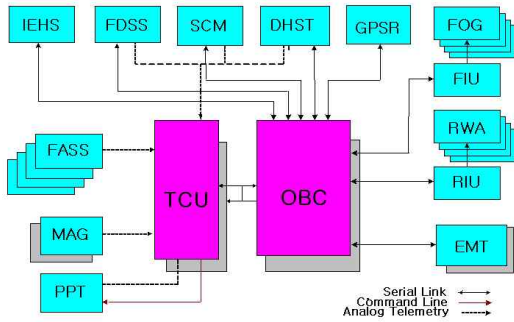 IEHS
FDSS
SCM
DHST
GPSR
FOG
FIU
RWA
RIU
EMT
FASS
MAG
PPT
TCU
OBC
Serial Link
Command Line
Analog Telemetry